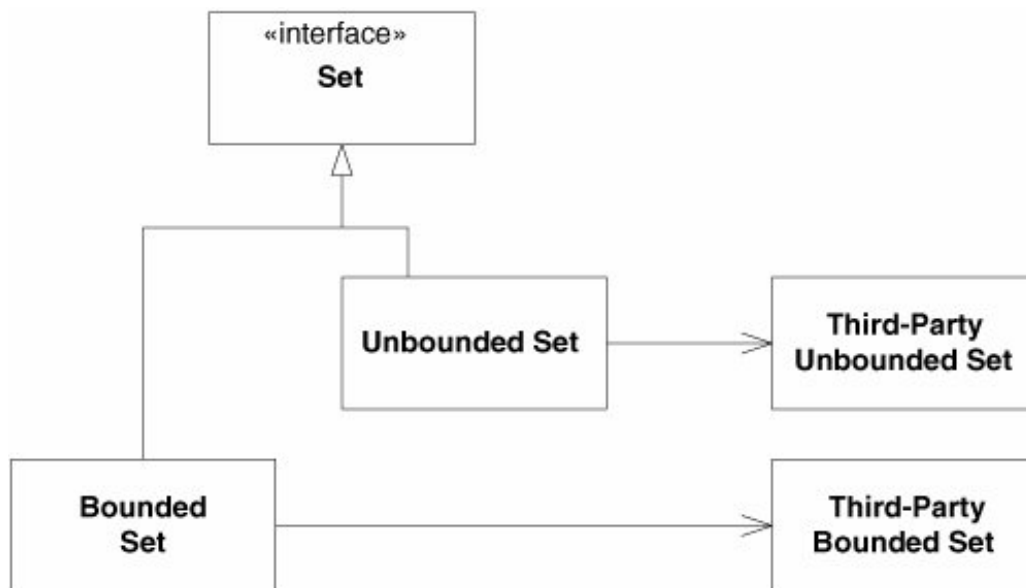 «interface»
Set
Unbounded Set
Third-Party
Unbounded Set
Bounded
Set
Third-Party
Bounded Set